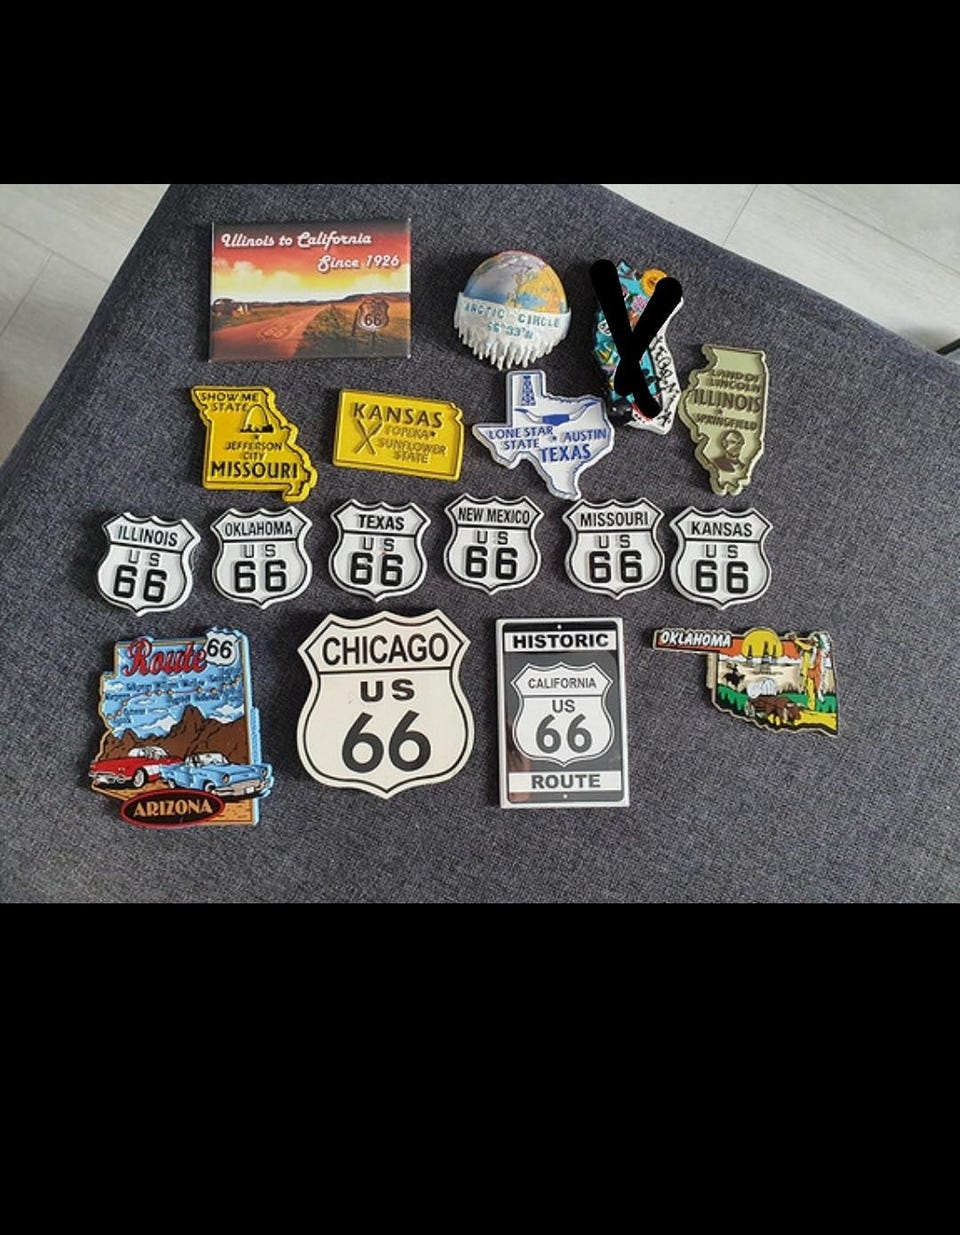 Illinois to California
Since 1926
66
66
ARCTIC CIRCLE
66°33'N
SHOW ME
STATE
JEFFERSON
CITY
MISSOURI
KANSAS
TOPEKA
SUNFLOWER
STATE
LONE STAR
STATE
AUSTIN
TEXAS
LAND OF
LINCOLN
ILLINOIS
SPRINGFIELD
ILLINOIS
US
66
OKLAHOMA
US
66
TEXAS
US
66
NEW MEXICO
US
66
MISSOURI
US
66
KANSAS
US
66
Route
66
ARIZONA
CHICAGO
US
66
HISTORIC
CALIFORNIA
US
66
ROUTE
OKLAHOMA